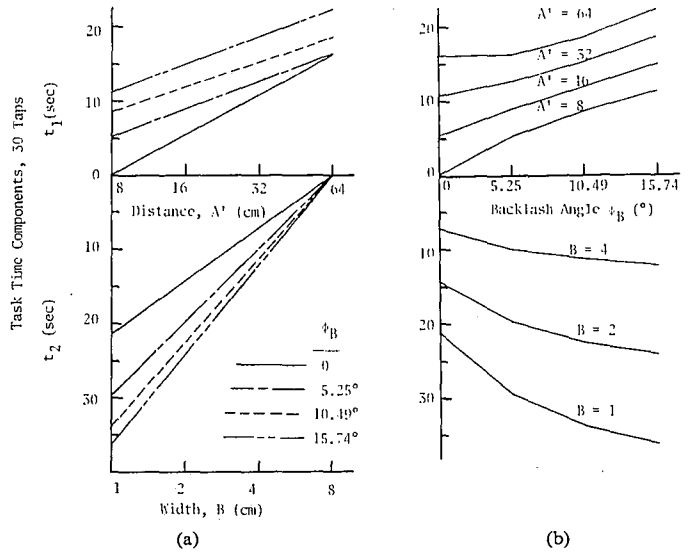 Task Time Components, 30 Taps
t1 (sec)
20
10
0
8 16 32 64
Distance, A' (cm)
t2 (sec)
10
20
30
ΦB
0
5.25°
10.49°
15.74°
1 2 4 8
Width, B (cm)
(a)
20
10
0
A' = 64
A' = 32
A' = 16
A' = 8
0 5.25 10.49 15.74
Backlash Angle ΦB (°)
10
20
30
B = 4
B = 2
B = 1
(b)